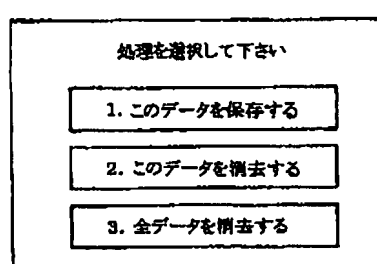 処理を選択して下さい
1. このデータを保存する
2. このデータを消去する
3. 全データを消去する